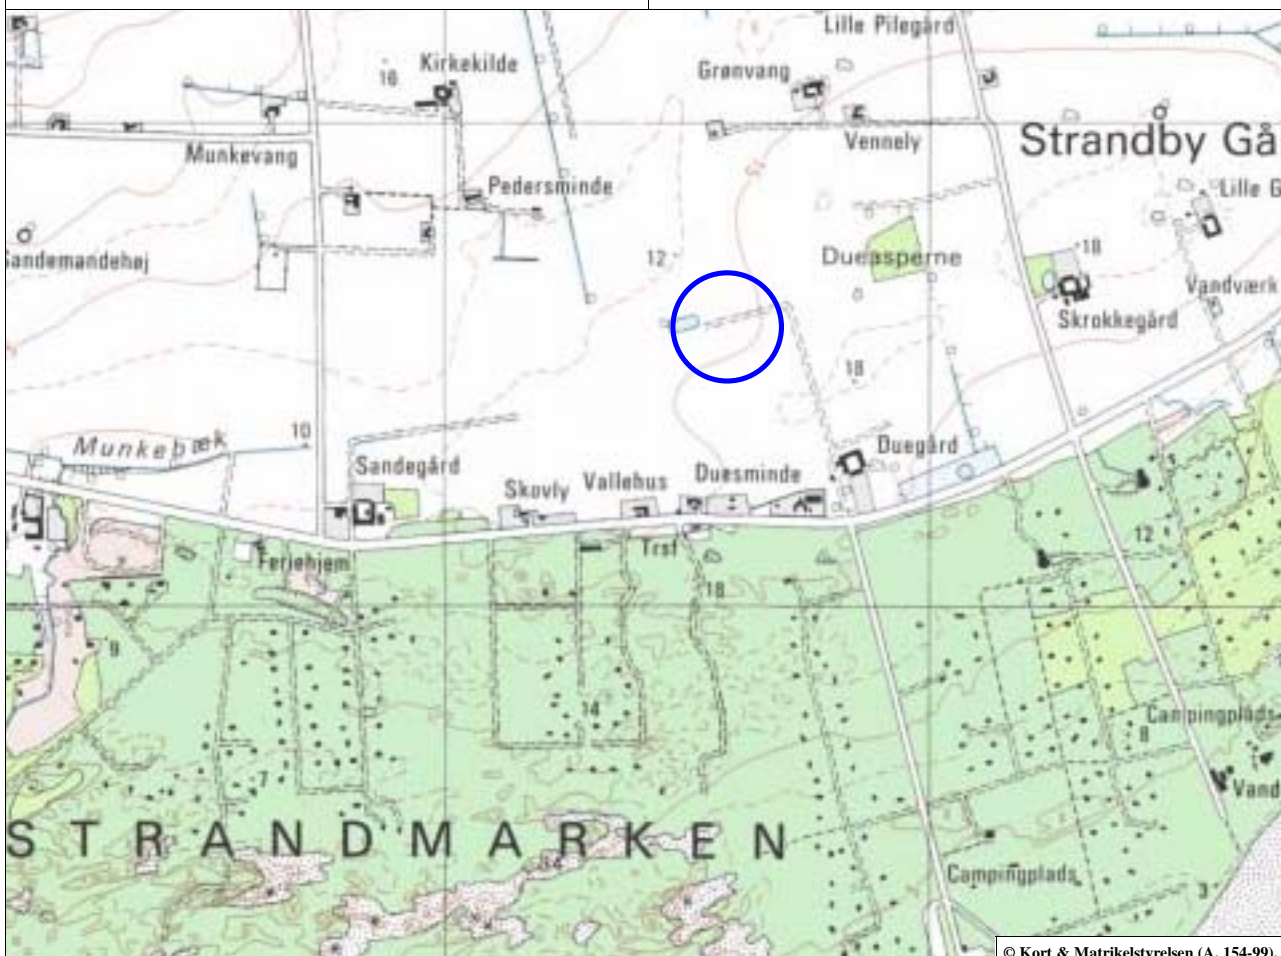 Lille Pilegård
Kirkekilde
16
Grønvang
Munkevang
Vennely
Strandby Gå
Pedersminde
Lille G
18
Sandemandehøj
12
Dueasperne
Vandværk
Skrokkegård
18
Munkebæk
10
Sandegård
Duegård
Skovly
Vallehus
Duesminde
Feriehjem
Trsf
12
18
9
14
Campingplads
8
7
Vand
STRANDMARKEN
Campingplads
3
© Kort & Matrikelstyrelsen (A. 154-99).